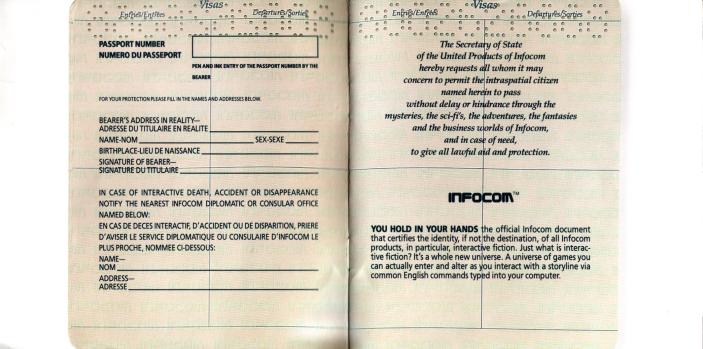 Visas
Entries/Entrées Departures/Sorties
PASSPORT NUMBER
NUMERO DU PASSEPORT
PEN AND INK ENTRY OF THE PASSPORT NUMBER BY THE
BEARER
FOR YOUR PROTECTION PLEASE FILL IN THE NAMES AND ADDRESSES BELOW.
BEARER'S ADDRESS IN REALITY—
ADRESSE DU TITULAIRE EN REALITE
NAME-NOM SEX-SEXE
BIRTHPLACE-LIEU DE NAISSANCE
SIGNATURE OF BEARER—
SIGNATURE DU TITULAIRE
IN CASE OF INTERACTIVE DEATH, ACCIDENT OR DISAPPEARANCE
NOTIFY THE NEAREST INFOCOM DIPLOMATIC OR CONSULAR OFFICE
NAMED BELOW:
EN CAS DE DECES INTERACTIF, D'ACCIDENT OU DE DISPARITION, PRIERE
D'AVISER LE SERVICE DIPLOMATIQUE OU CONSULAIRE D'INFOCOM LE
PLUS PROCHE, NOMMEE CI-DESSOUS:
NAME—
NOM
ADDRESS—
ADRESSE
Visas
Entries/Entrées Departures/Sorties
The Secretary of State
of the United Products of Infocom
hereby requests all whom it may
concern to permit the intraspatial citizen
named herein to pass
without delay or hindrance through the
mysteries, the sci-fi's, the adventures, the fantasies
and the business worlds of Infocom,
and in case of need,
to give all lawful aid and protection.
INFOCOM™
YOU HOLD IN YOUR HANDS the official Infocom document
that certifies the identity, if not the destination, of all Infocom
products, in particular, interactive fiction. Just what is interac-
tive fiction? It's a whole new universe. A universe of games you
can actually enter and alter as you interact with a storyline via
common English commands typed into your computer.